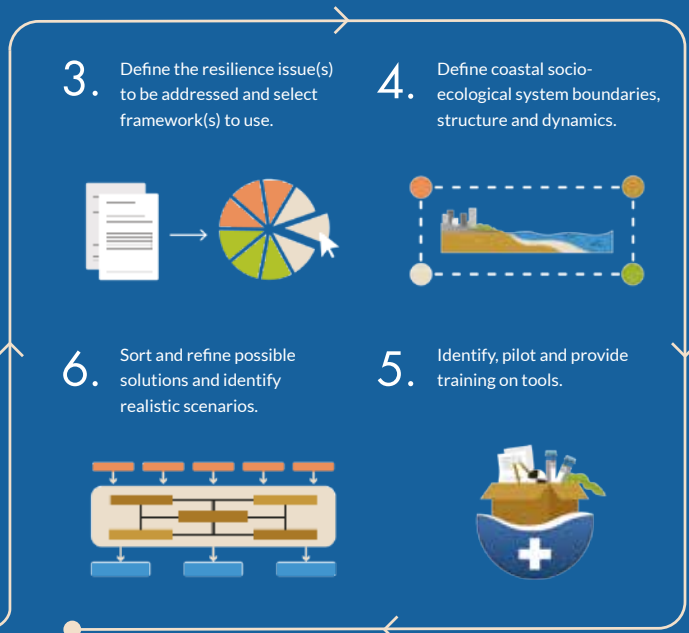 3.
Define the resilience issue(s)
to be addressed and select
framework(s) to use.
4.
Define coastal socio-
ecological system boundaries,
structure and dynamics.
5.
Identify, pilot and provide
training on tools.
6.
Sort and refine possible
solutions and identify
realistic scenarios.